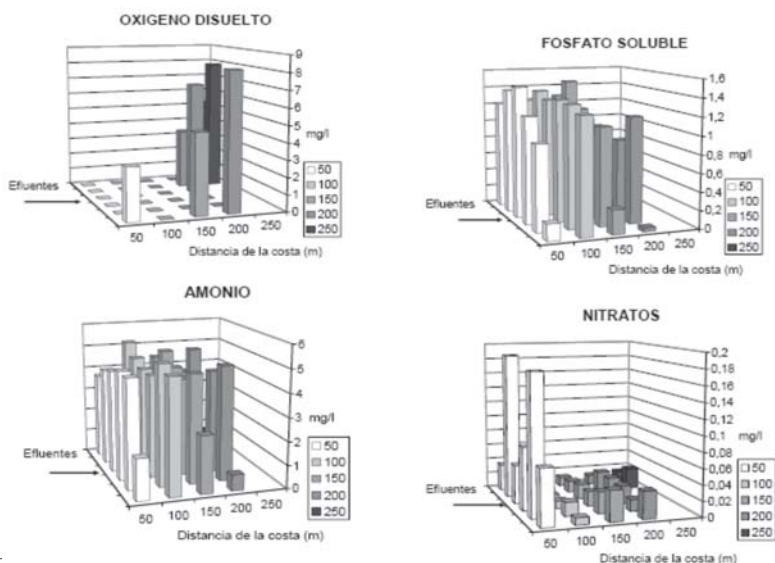 OXIGENO DISUELTO
9
8
7
6
5
4
3
2
1
0
mg/l
50
100
150
200
250
Efluentes
50 100 150 200 250
Distancia de la costa (m)
FOSFATO SOLUBLE
1,6
1,4
1,2
1
0,8
0,6
0,4
0,2
0
mg/l
50
100
150
200
250
Efluentes
50 100 150 200 250
Distancia de la costa (m)
AMONIO
6
5
4
3
2
1
0
mg/l
50
100
150
200
250
Efluentes
50 100 150 200 250
Distancia de la costa (m)
NITRATOS
0,2
0,18
0,16
0,14
0,12
0,1
0,08
0,06
0,04
0,02
0
mg/l
50
100
150
200
250
Efluentes
50 100 150 200 250
Distancia de la costa (m)